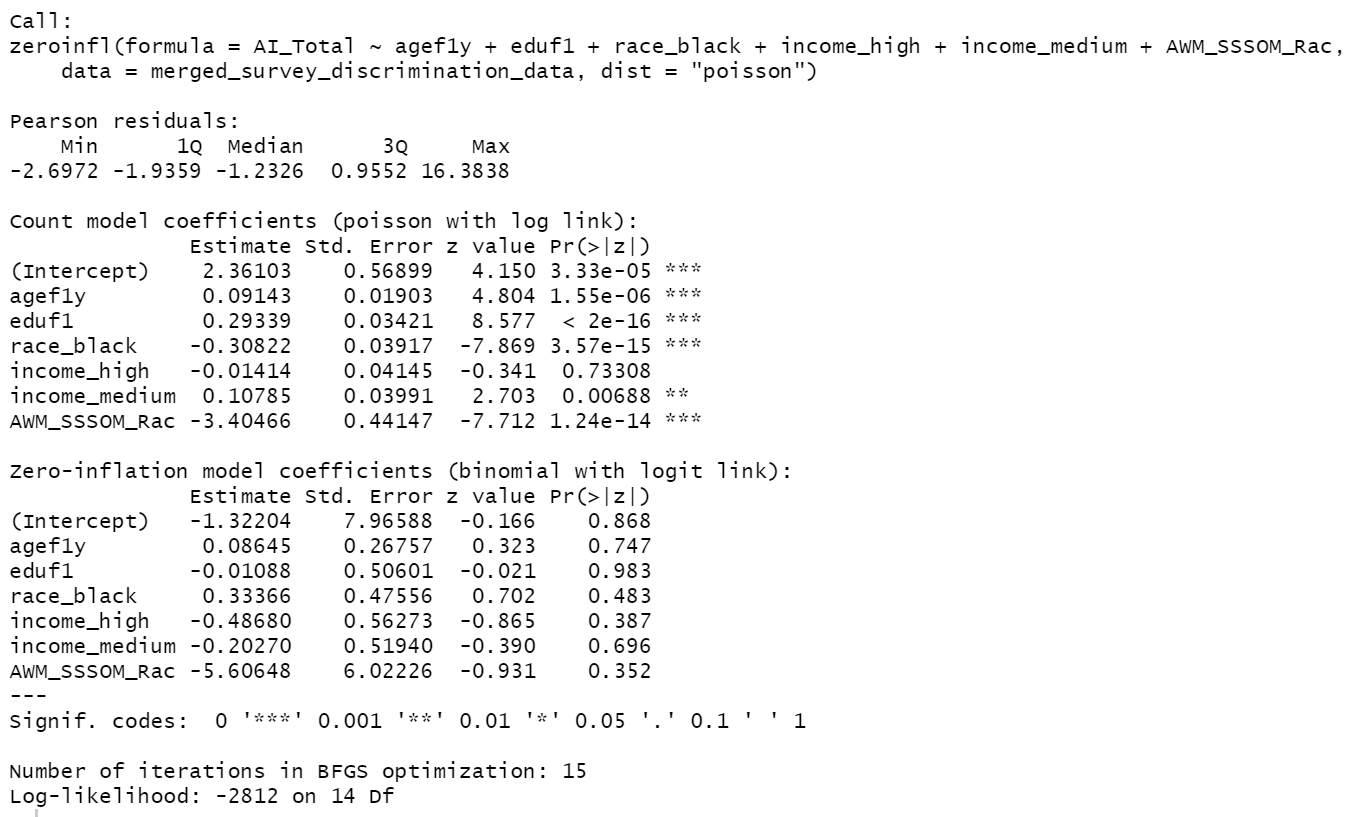 Call:
zeroinfl(formula = AI_Total ~ agef1y + eduf1 + race_black + income_high + income_medium + AWM_SSSOM_Rac,
    data = merged_survey_discrimination_data, dist = "poisson")

Pearson residuals:
    Min      1Q  Median      3Q     Max
-2.6972 -1.9359 -1.2326  0.9552 16.3838

Count model coefficients (poisson with log link):
              Estimate Std. Error z value Pr(>|z|)
(Intercept)    2.36103    0.56899   4.150 3.33e-05 ***
agef1y         0.09143    0.01903   4.804 1.55e-06 ***
eduf1          0.29339    0.03421   8.577  < 2e-16 ***
race_black    -0.30822    0.03917  -7.869 3.57e-15 ***
income_high   -0.01414    0.04145  -0.341  0.73308
income_medium  0.10785    0.03991   2.703  0.00688 **
AWM_SSSOM_Rac -3.40466    0.44147  -7.712 1.24e-14 ***

Zero-inflation model coefficients (binomial with logit link):
              Estimate Std. Error z value Pr(>|z|)
(Intercept)   -1.32204    7.96588  -0.166    0.868
agef1y         0.08645    0.26757   0.323    0.747
eduf1         -0.01088    0.50601  -0.021    0.983
race_black     0.33366    0.47556   0.702    0.483
income_high   -0.48680    0.56273  -0.865    0.387
income_medium -0.20270    0.51940  -0.390    0.696
AWM_SSSOM_Rac -5.60648    6.02226  -0.931    0.352
---
Signif. codes:  0 '***' 0.001 '**' 0.01 '*' 0.05 '.' 0.1 ' ' 1

Number of iterations in BFGS optimization: 15
Log-likelihood: -2812 on 14 Df